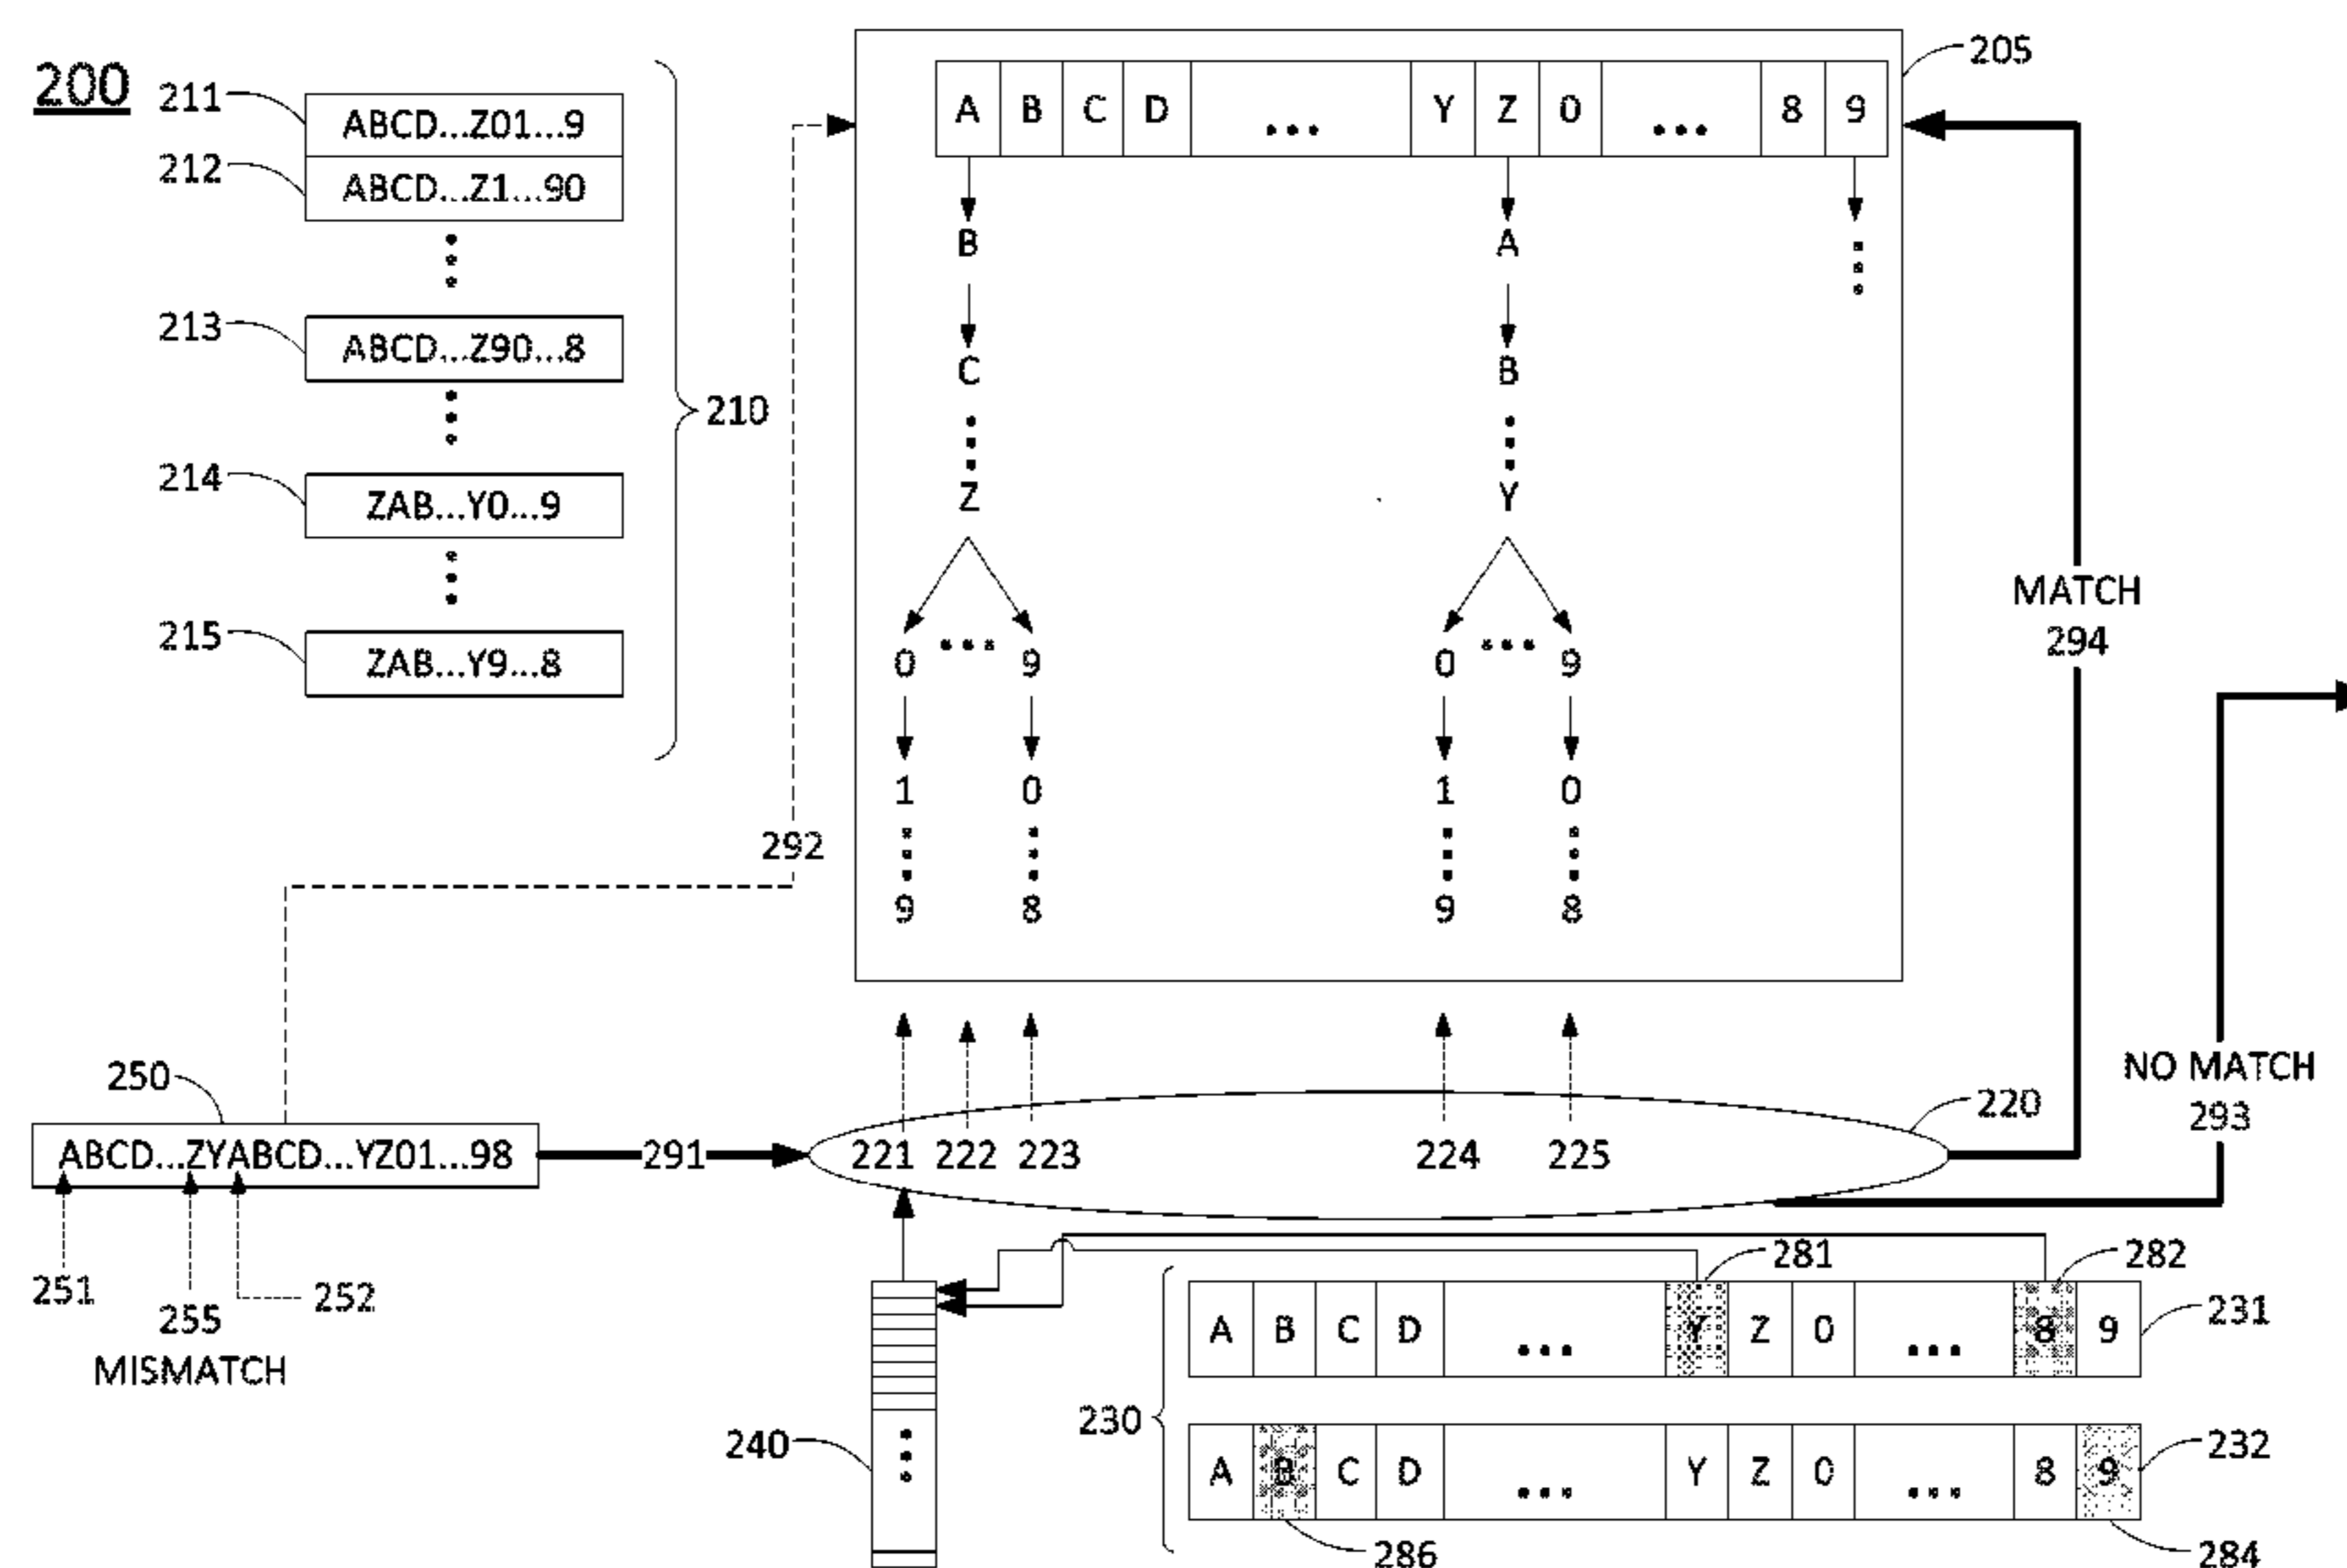 200
211
ABCD...Z01...9
212
ABCD...Z1...90
213
ABCD...Z90...8
210
214
ZAB...Y0...9
215
ZAB...Y9...8
205
A B C D ... Y Z 0 ... 8 9
B A
C B
Z Y
0 ... 9 0 ... 9
1 0 1 0
9 8 9 8
292
MATCH
294
NO MATCH
293
250
ABCD...ZYABCD...YZ01...98
291
221 222 223 224 225
220
251
255
252
MISMATCH
240
230
281
282
A B C D ... Y Z 0 ... 8 9
231
A B C D ... Y Z 0 ... 8 9
232
286
284